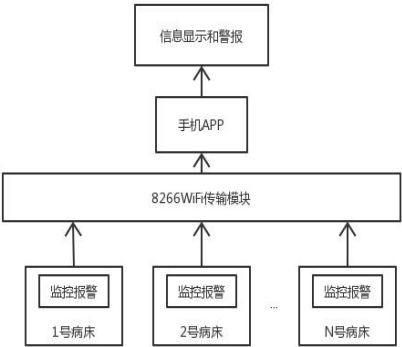 信息显示和警报
手机APP
8266WiFi传输模块
监控报警
监控报警
监控报警
1号病床
2号病床
...
N号病床